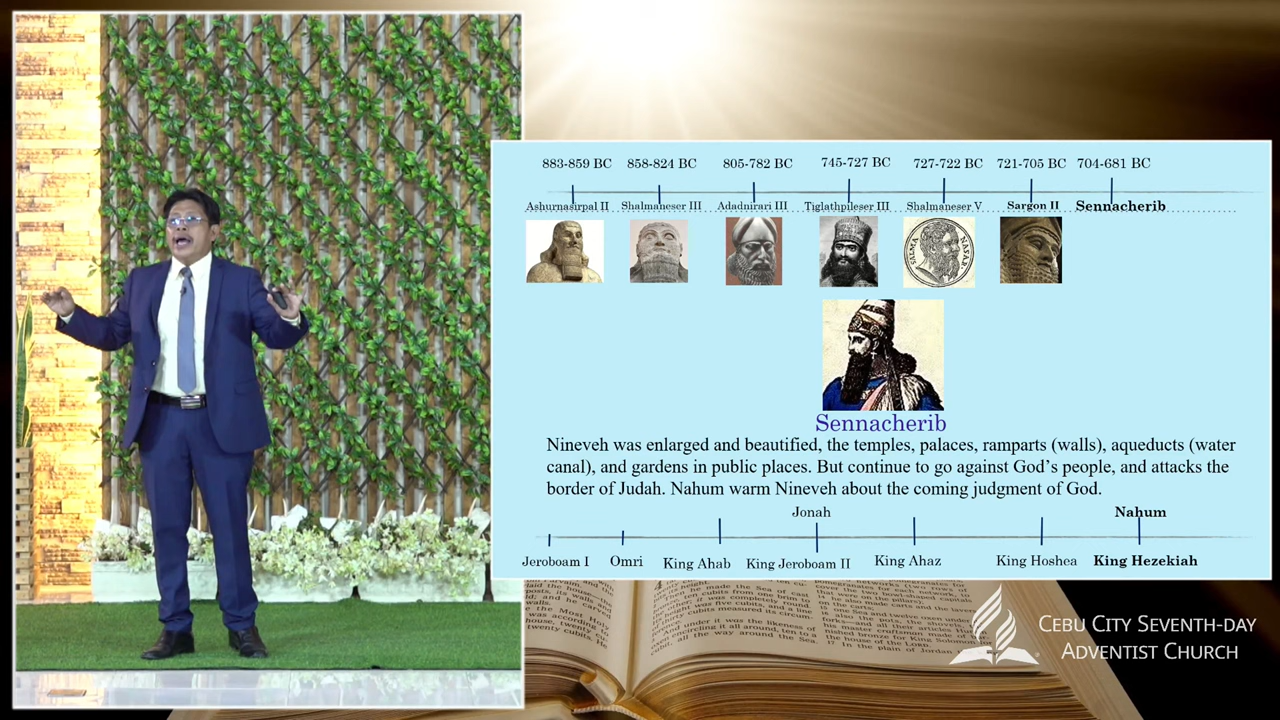 883-859 BC 858-824 BC 805-782 BC 745-727 BC 727-722 BC 721-705 BC 704-681 BC
Ashurnasirpal II Shalmaneser III Adadnirari III Tiglathpileser III Shalmaneser V Sargon II Sennacherib
Sennacherib
Nineveh was enlarged and beautified, the temples, palaces, ramparts (walls), aqueducts (water
canal), and gardens in public places. But continue to go against God's people, and attacks the
border of Judah. Nahum warm Nineveh about the coming judgment of God.
Jonah Nahum
Jeroboam I Omri King Ahab King Jeroboam II King Ahaz King Hoshea King Hezekiah
CEBU CITY SEVENTH-DAY
ADVENTIST CHURCH